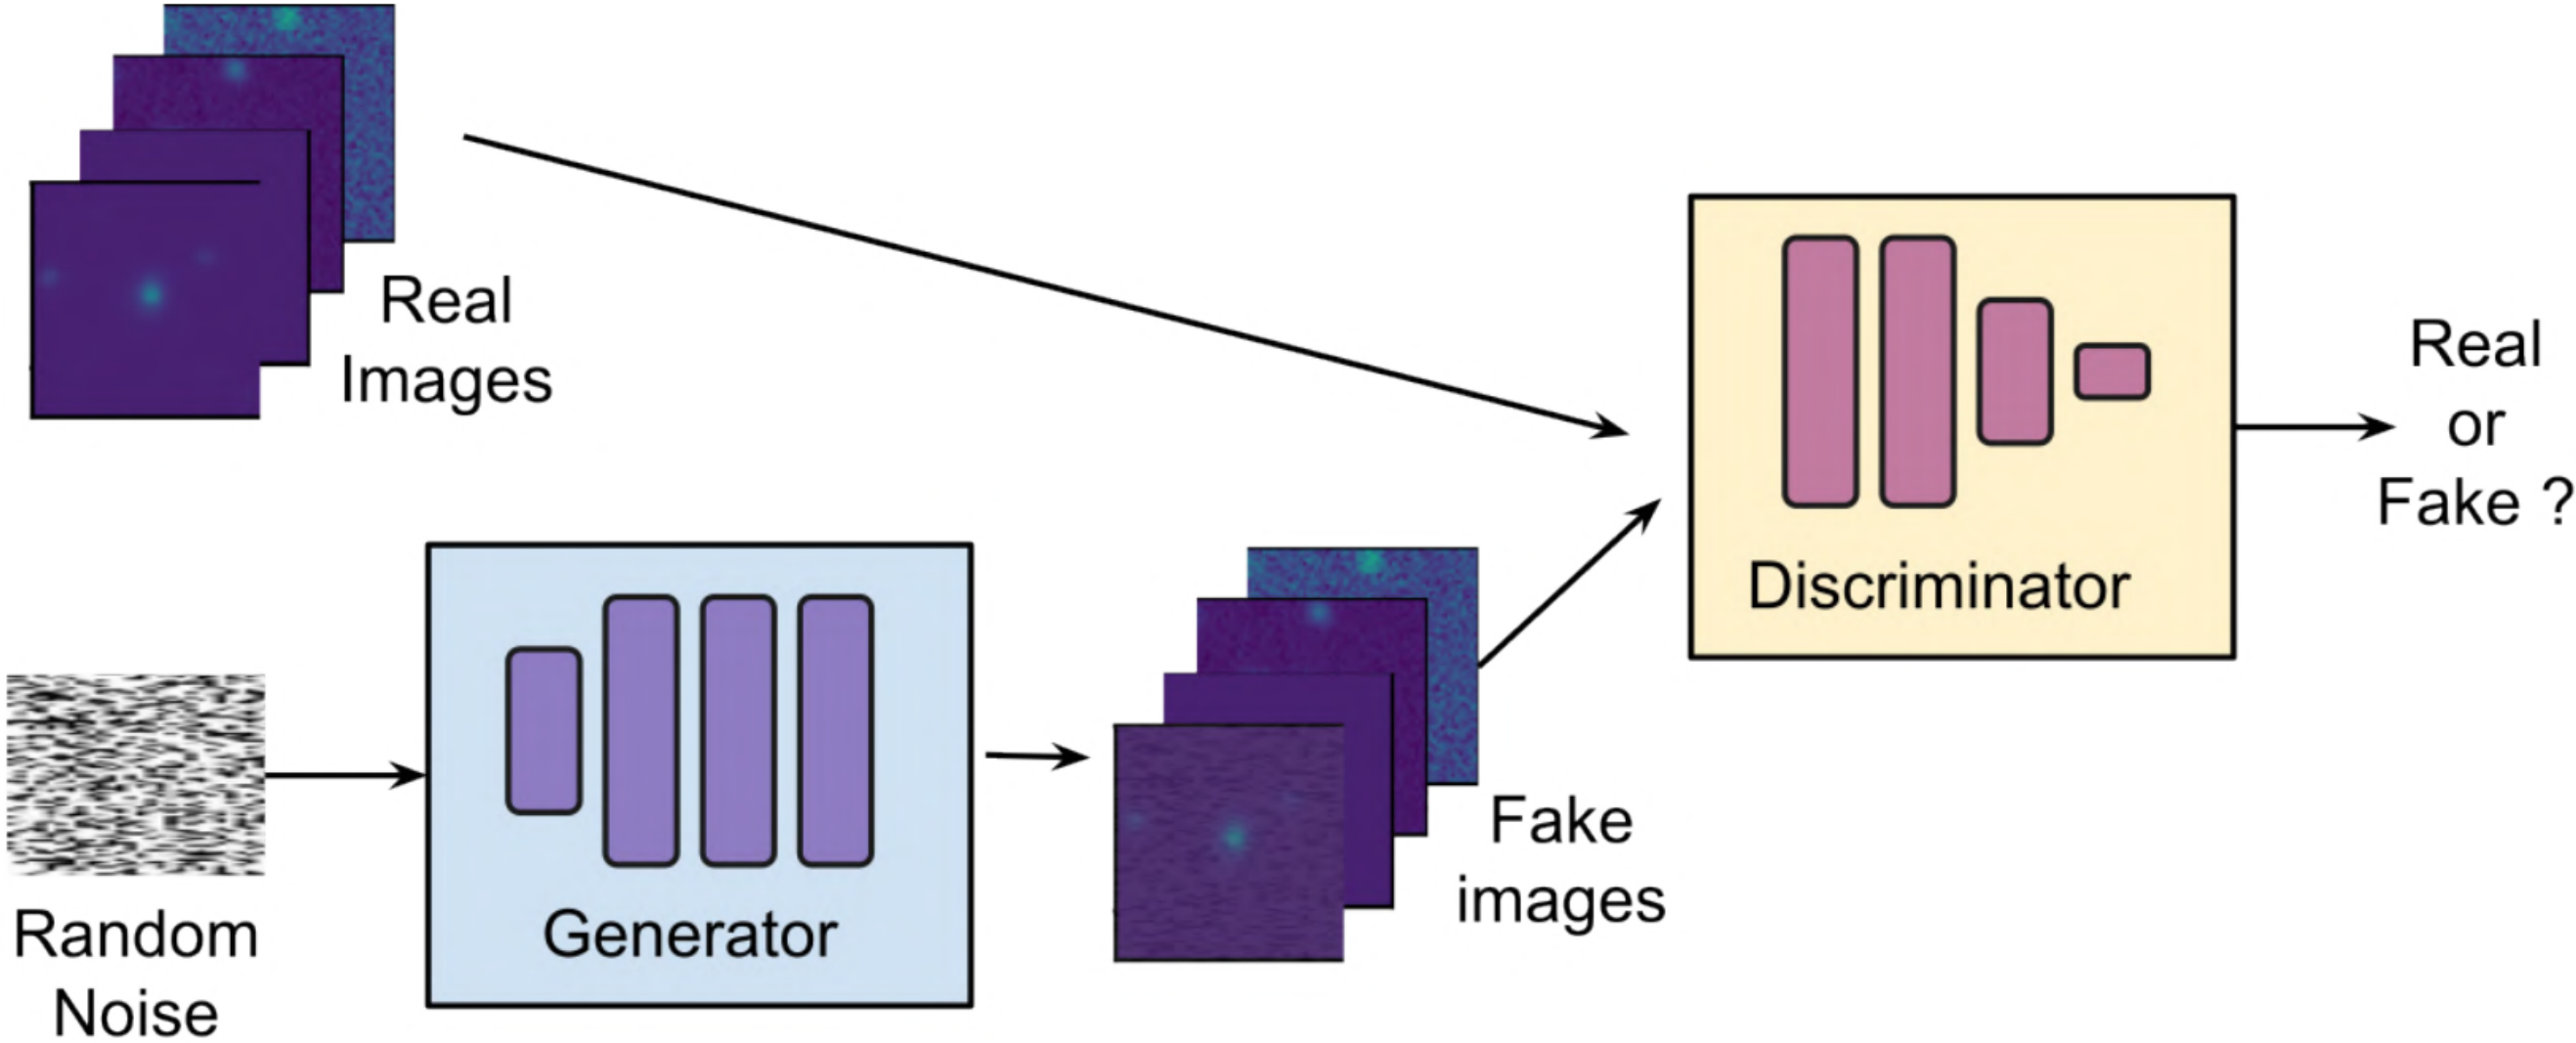 Real
Images
Random
Noise
Generator
Fake
images
Discriminator
Real
or
Fake ?